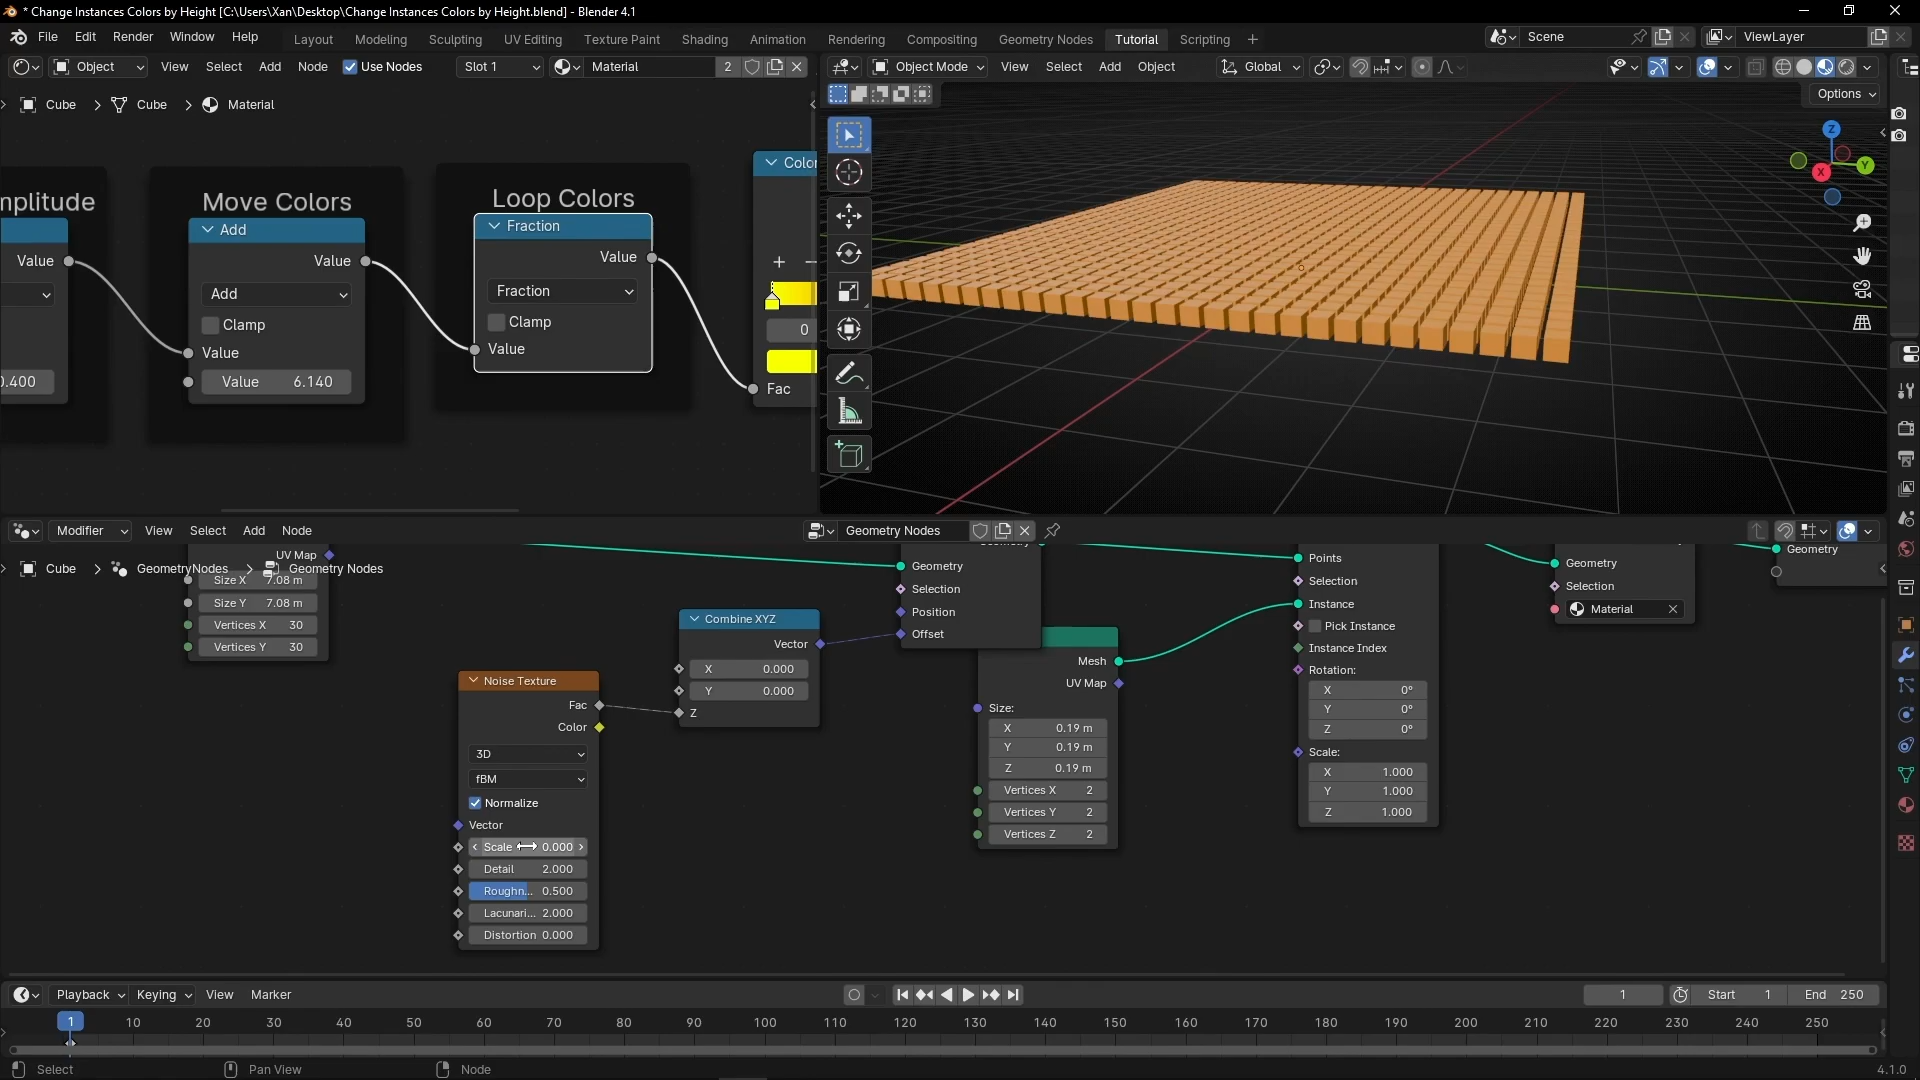 * Change Instances Colors by Height [C:\Users\Xan\Desktop\Change Instances Colors by Height.blend] - Blender 4.1
File Edit Render Window Help Layout Modeling Sculpting UV Editing Texture Paint Shading Animation Rendering Compositing Geometry Nodes Tutorial Scripting + Scene ViewLayer
Object View Select Add Node Use Nodes Slot 1 Material 2
Object Mode View Select Add Object Global
Options
Cube > Cube > Material
mplitude
Value
0.400
Move Colors
Add
Value
Add
Clamp
Value
Value 6.140
Loop Colors
Fraction
Value
Fraction
Clamp
Value
Color
0
Fac
Z
Y
X
Modifier View Select Add Node Geometry Nodes
Cube > GeometryNodes > Geometry Nodes
UV Map
Size X 7.08 m
Size Y 7.08 m
Vertices X 30
Vertices Y 30
Noise Texture
Fac
Color
3D
fBM
Normalize
Vector
Scale 0.000
Detail 2.000
Roughn... 0.500
Lacunari... 2.000
Distortion 0.000
Combine XYZ
Vector
X 0.000
Y 0.000
Z
Geometry
Selection
Position
Offset
Mesh
UV Map
Size:
X 0.19 m
Y 0.19 m
Z 0.19 m
Vertices X 2
Vertices Y 2
Vertices Z 2
Points
Selection
Instance
Pick Instance
Instance Index
Rotation:
X 0°
Y 0°
Z 0°
Scale:
X 1.000
Y 1.000
Z 1.000
Geometry
Selection
Material
Geometry
Playback Keying View Marker 1 Start 1 End 250
1 10 20 30 40 50 60 70 80 90 100 110 120 130 140 150 160 170 180 190 200 210 220 230 240 250
Select Pan View Node 4.1.0